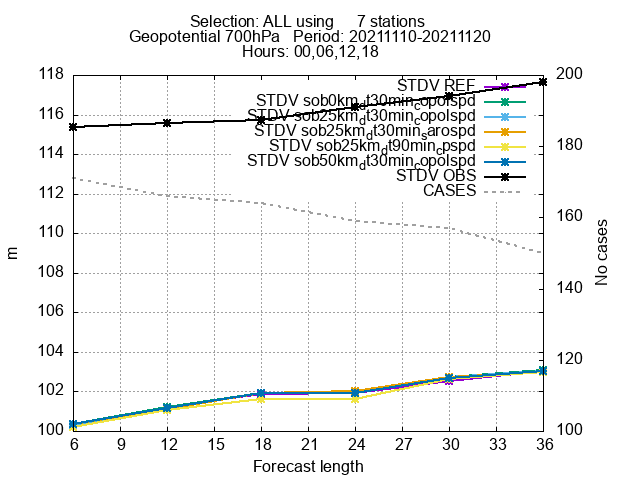 Selection: ALL using 7 stations
Geopotential 700hPa Period: 20211110-20211120
Hours: 00,06,12,18
STDV REF
STDV sob0km_dt30min_copolspd
STDV sob25km_dt30min_copolspd
STDV sob25km_dt30min_sarospd
STDV sob25km_dt90min_cpspd
STDV sob50km_dt30min_copolspd
STDV OBS
CASES
118
116
114
112
110
108
106
104
102
100
m
200
180
160
140
120
100
No cases
6 9 12 15 18 21 24 27 30 33 36
Forecast length